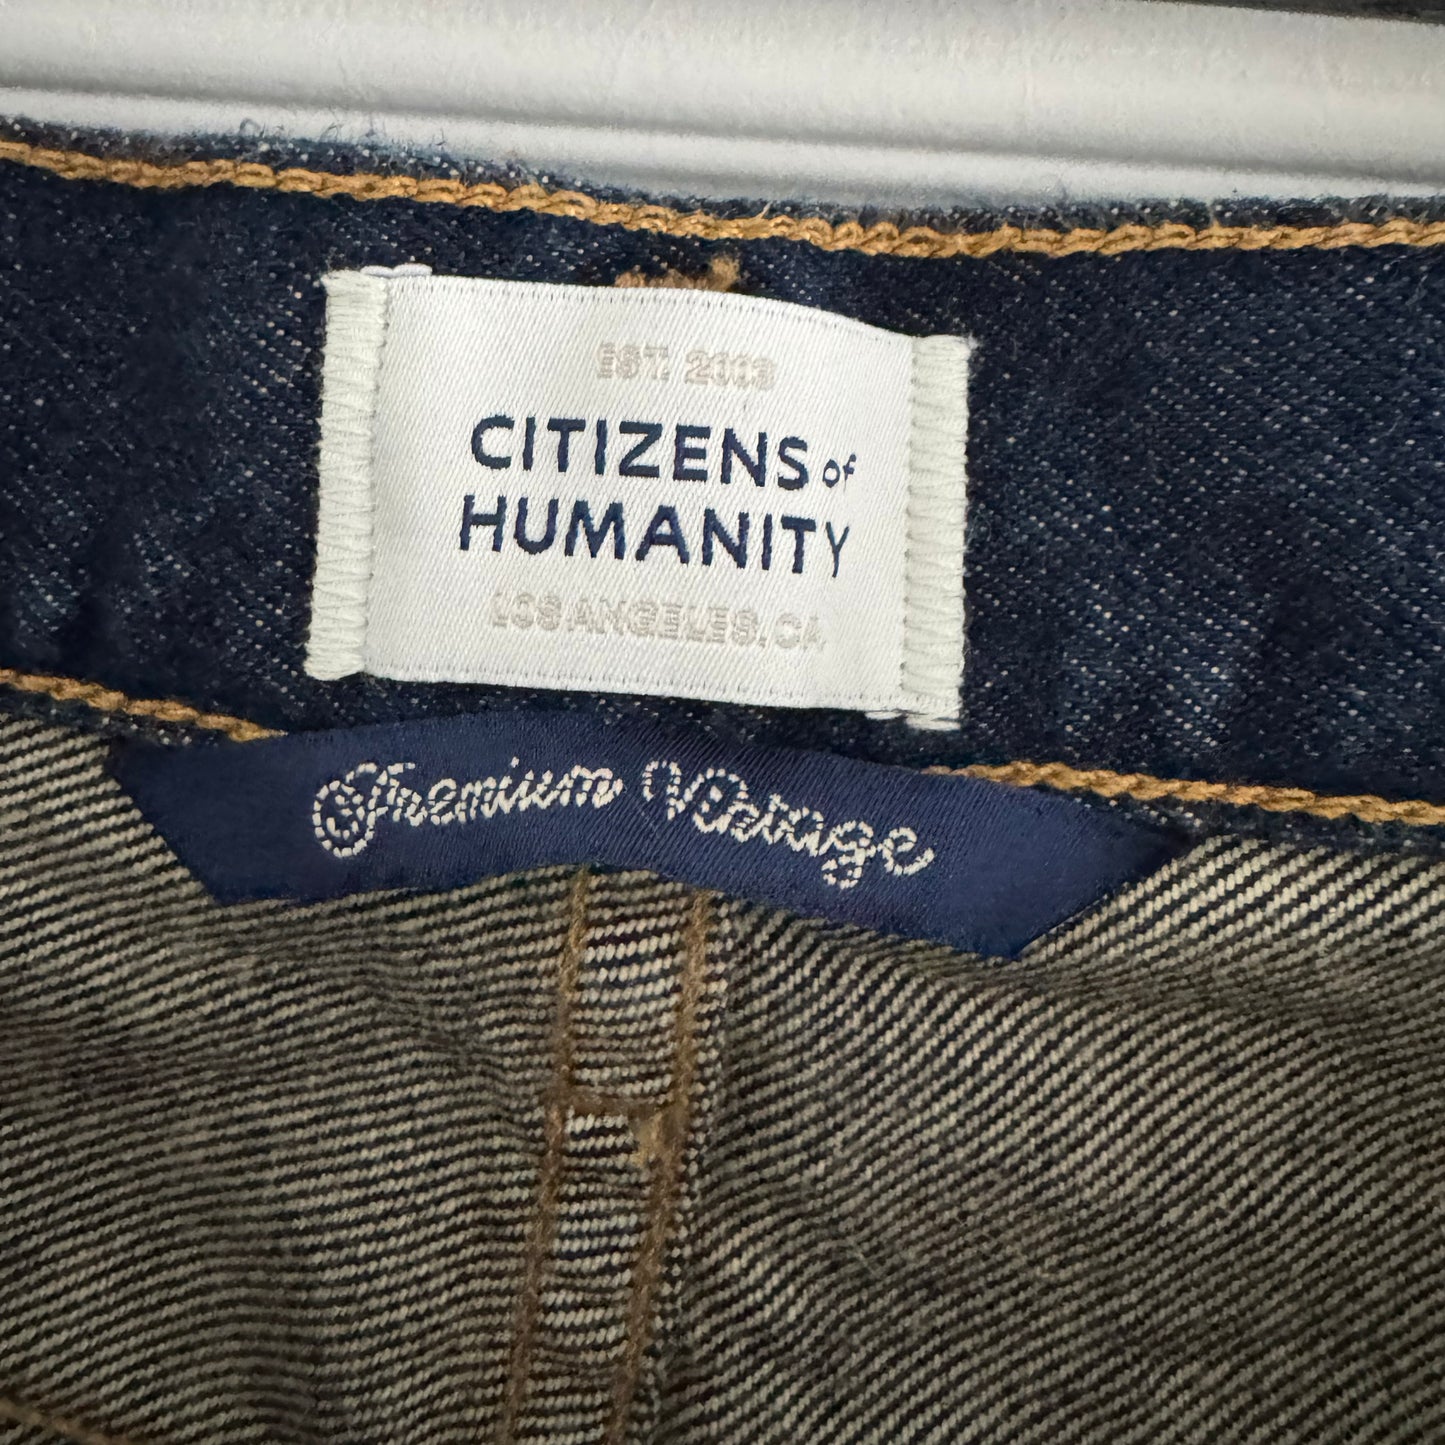 EST. 2003
CITIZENS of
HUMANITY
LOS ANGELES, CA
Premium Vintage